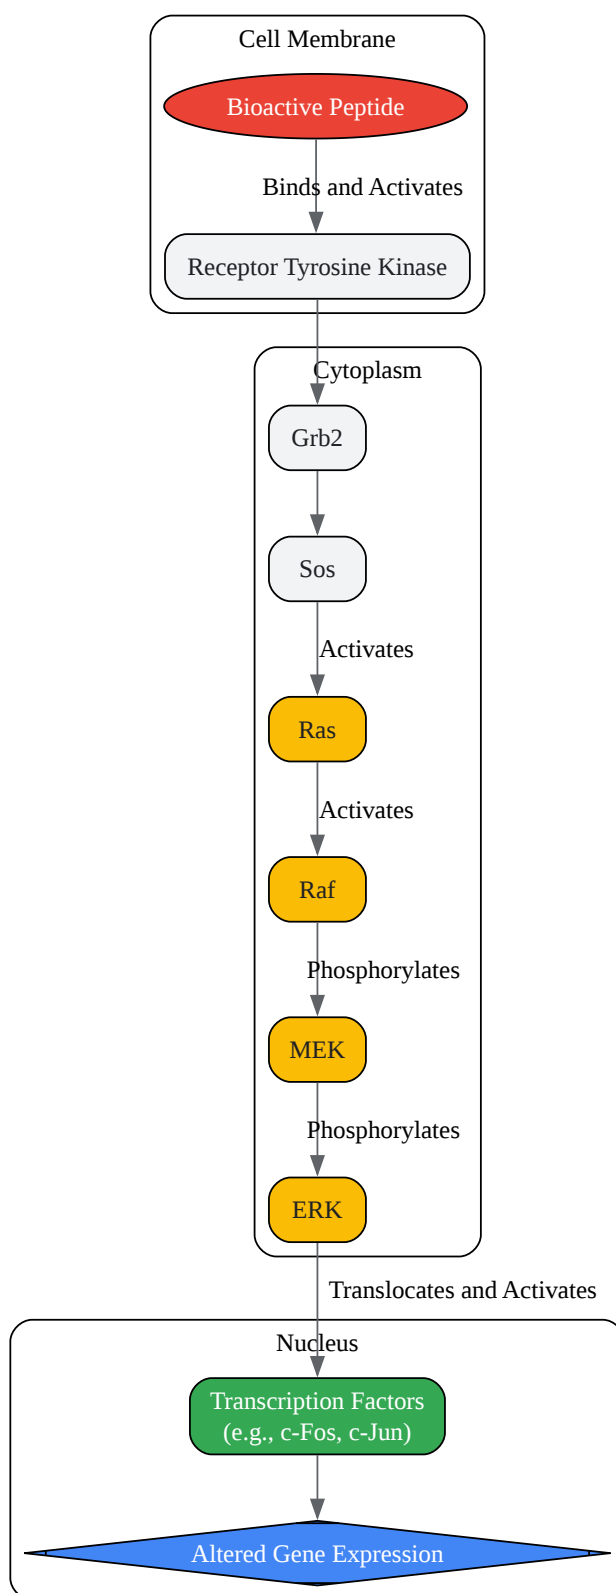 Cell Membrane
Bioactive Peptide
Binds and Activates
Receptor Tyrosine Kinase
Cytoplasm
Grb2
Sos
Activates
Ras
Activates
Raf
Phosphorylates
MEK
Phosphorylates
ERK
Translocates and Activates
Nucleus
Transcription Factors
(e.g., c-Fos, c-Jun)
Altered Gene Expression